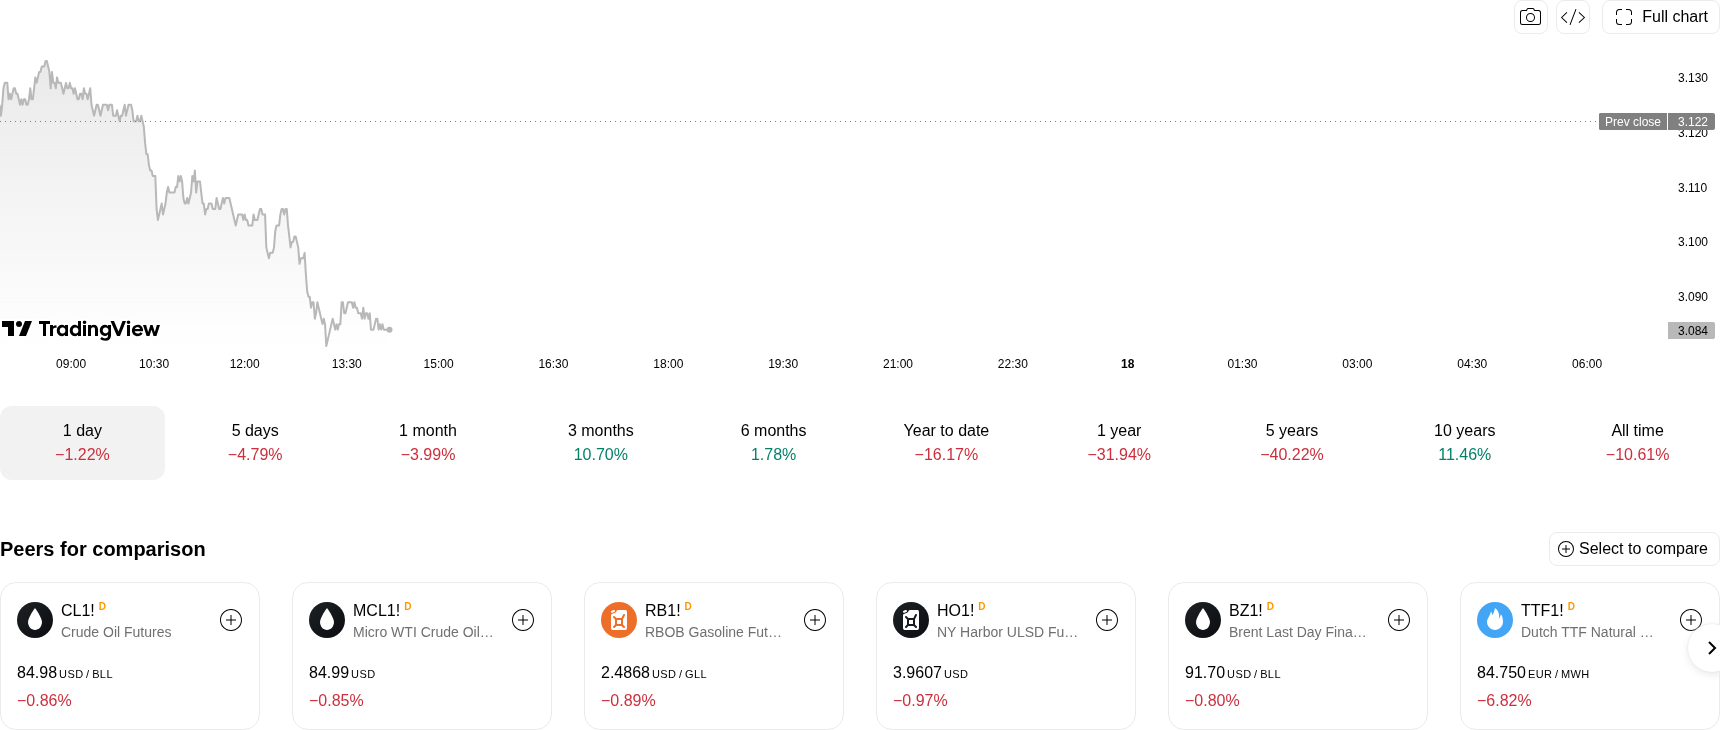 Full chart
3.130
Prev close 3.122
3.120
3.110
3.100
3.090
3.084
TradingView
09:00 10:30 12:00 13:30 15:00 16:30 18:00 19:30 21:00 22:30 18 01:30 03:00 04:30 06:00
1 day 5 days 1 month 3 months 6 months Year to date 1 year 5 years 10 years All time
−1.22% −4.79% −3.99% 10.70% 1.78% −16.17% −31.94% −40.22% 11.46% −10.61%
Peers for comparison
Select to compare
CL1! D
Crude Oil Futures
84.98 USD / BLL
−0.86%
MCL1! D
Micro WTI Crude Oil…
84.99 USD
−0.85%
RB1! D
RBOB Gasoline Fut…
2.4868 USD / GLL
−0.89%
HO1! D
NY Harbor ULSD Fu…
3.9607 USD
−0.97%
BZ1! D
Brent Last Day Fina…
91.70 USD / BLL
−0.80%
TTF1! D
Dutch TTF Natural …
84.750 EUR / MWH
−6.82%